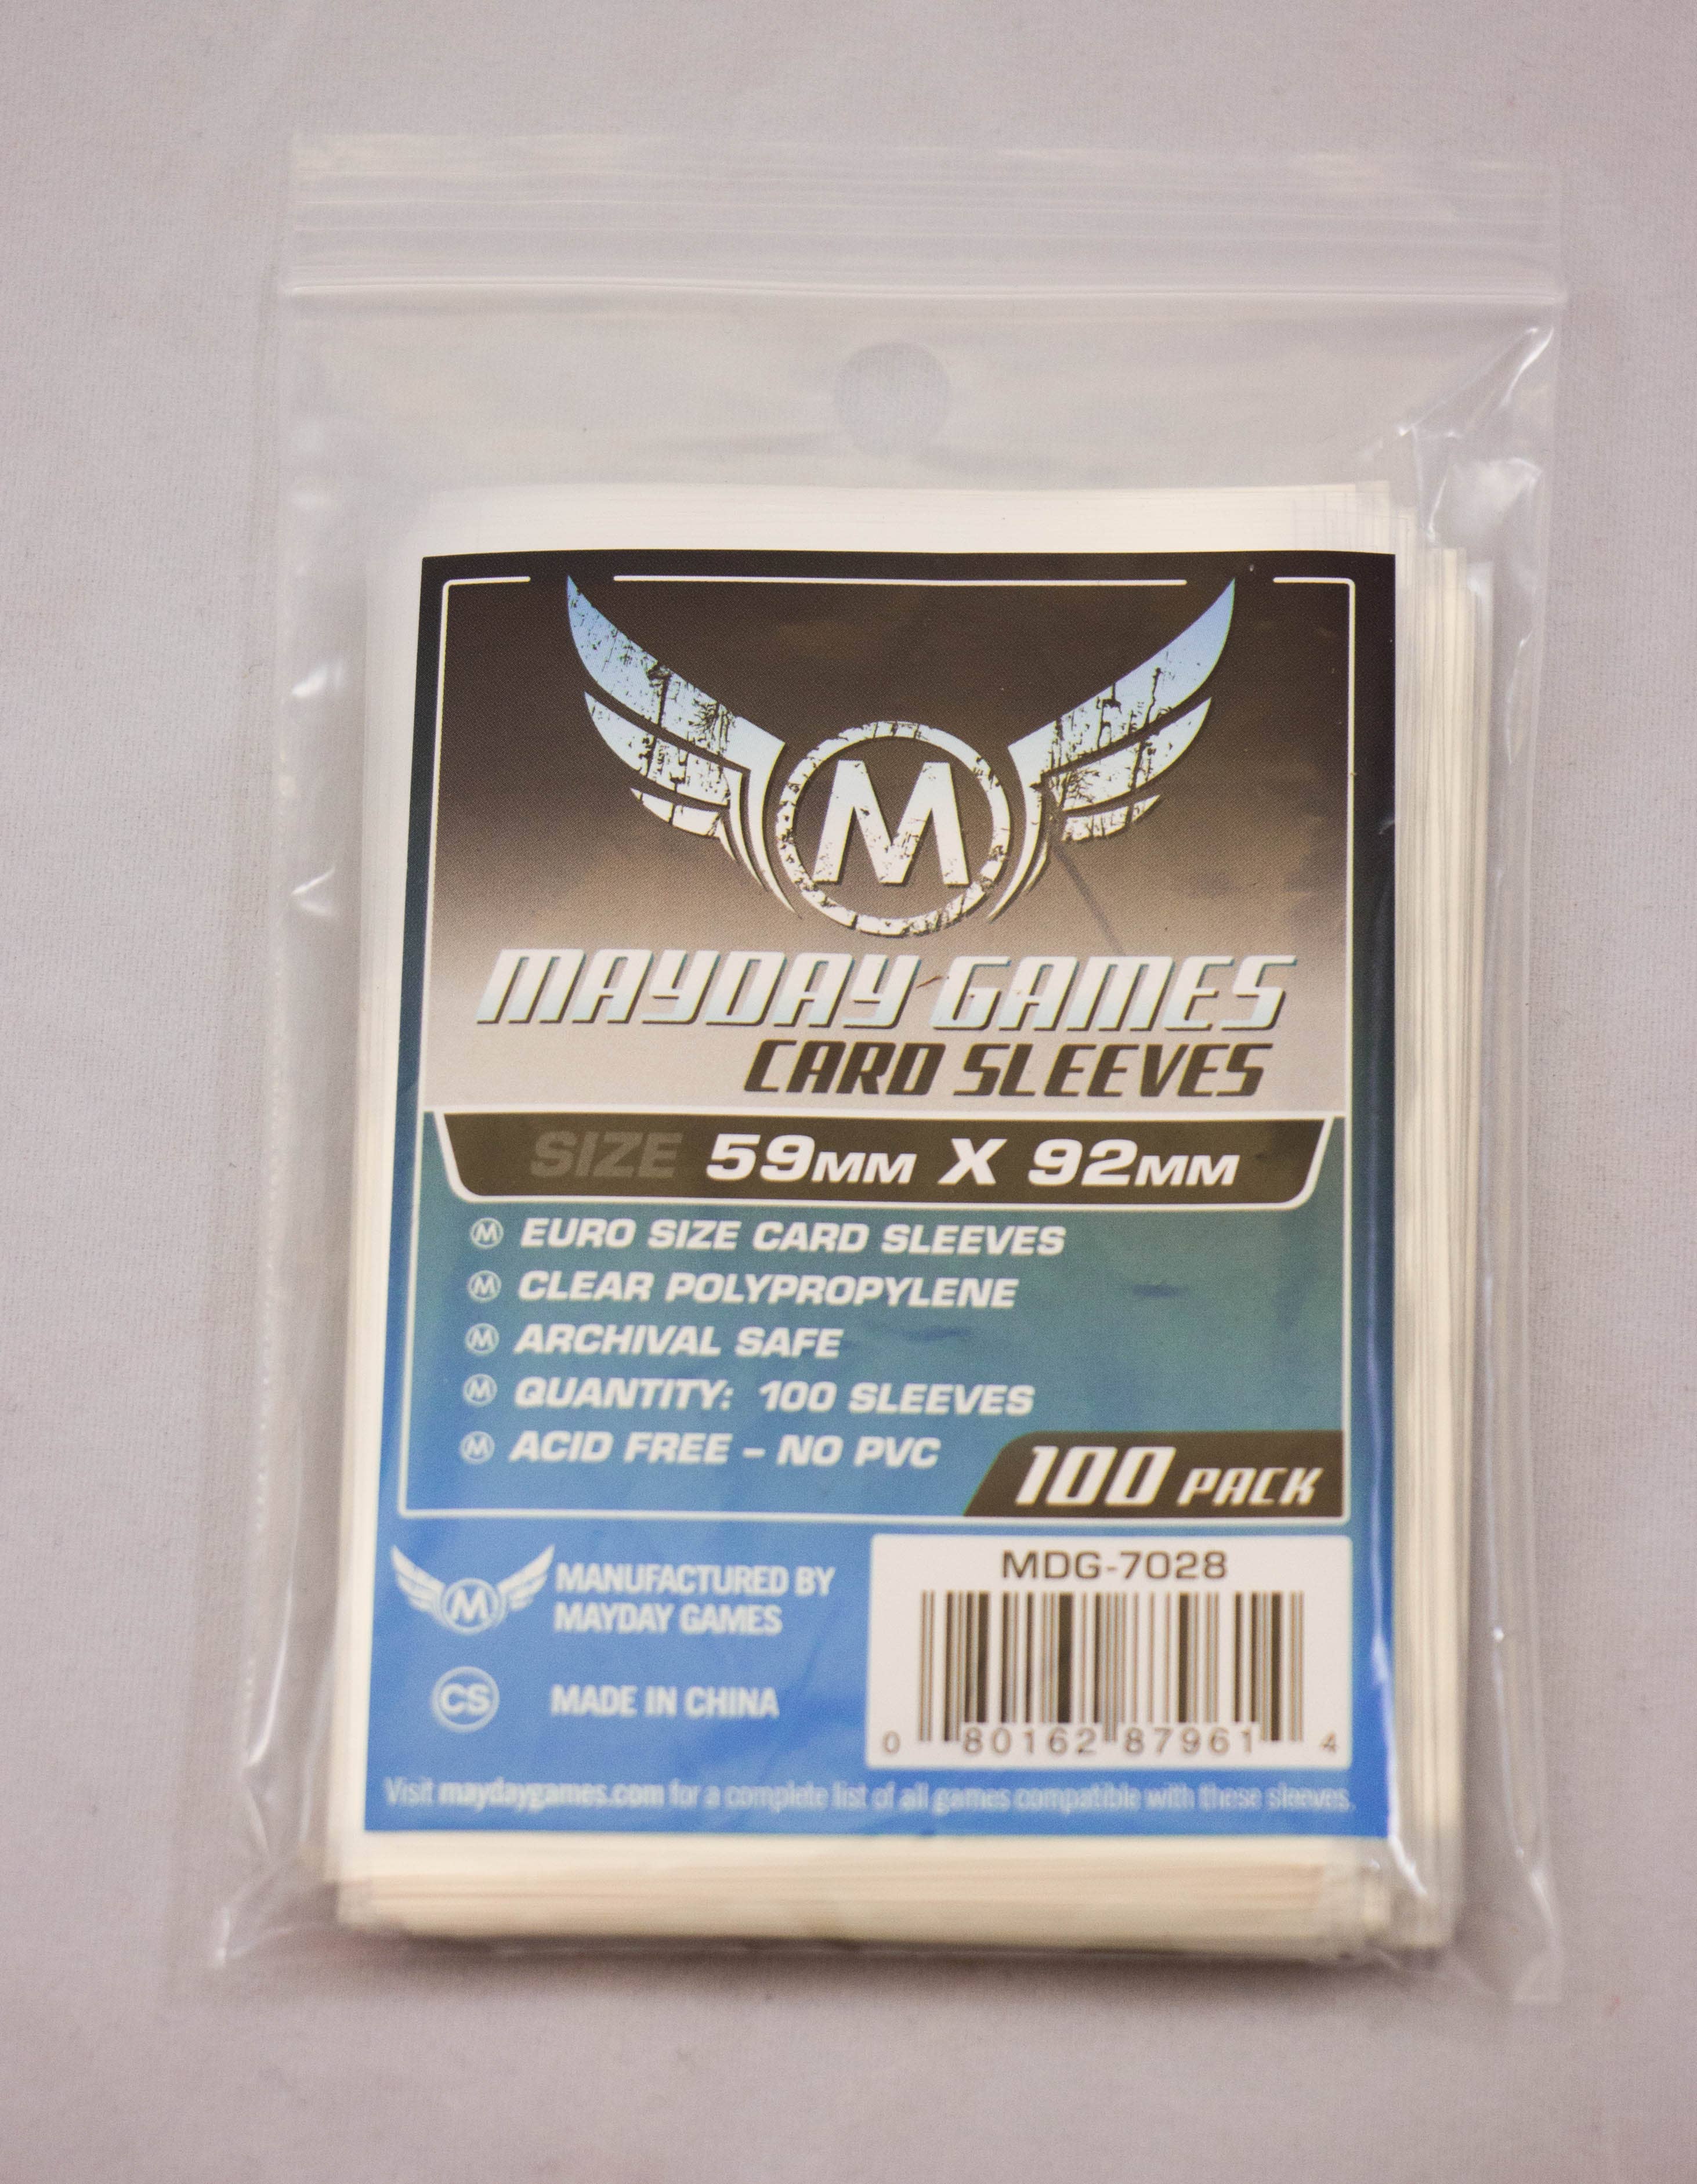 M
MAYDAY GAMES
CARD SLEEVES
SIZE 59MM X 92MM
M EURO SIZE CARD SLEEVES
M CLEAR POLYPROPYLENE
M ARCHIVAL SAFE
M QUANTITY: 100 SLEEVES
M ACID FREE – NO PVC
100 PACK
M MANUFACTURED BY
MAYDAY GAMES
CS MADE IN CHINA
MDG-7028
0 80162 87961 4
Visit maydaygames.com for a complete list of all games compatible with these sleeves.